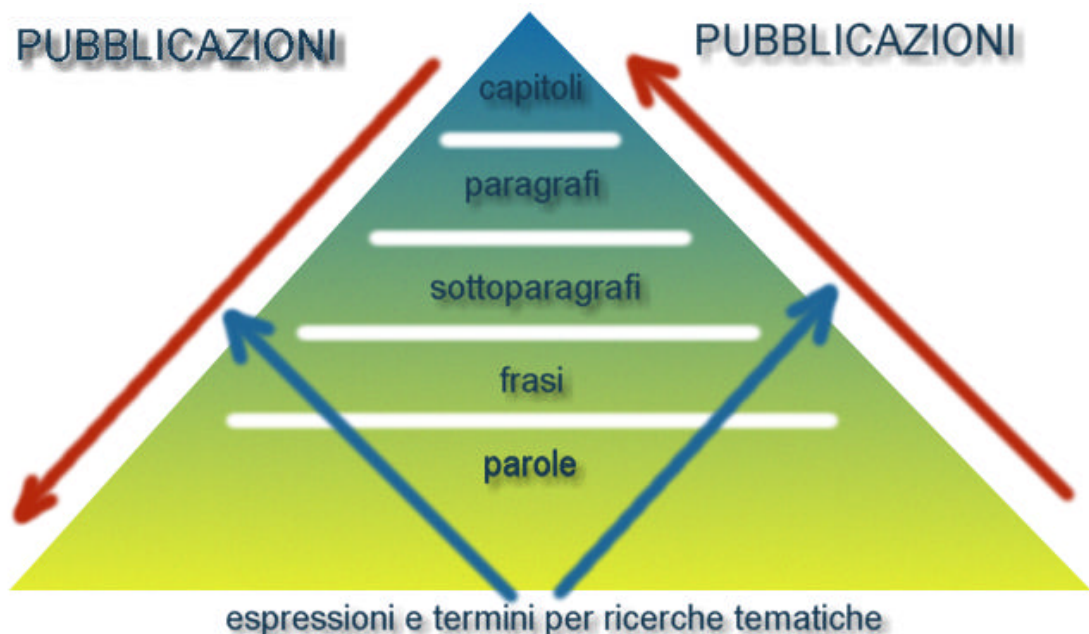 PUBBLICAZIONI
PUBBLICAZIONI
capitoli
paragrafi
sottoparagrafi
frasi
parole
espressioni e termini per ricerche tematiche